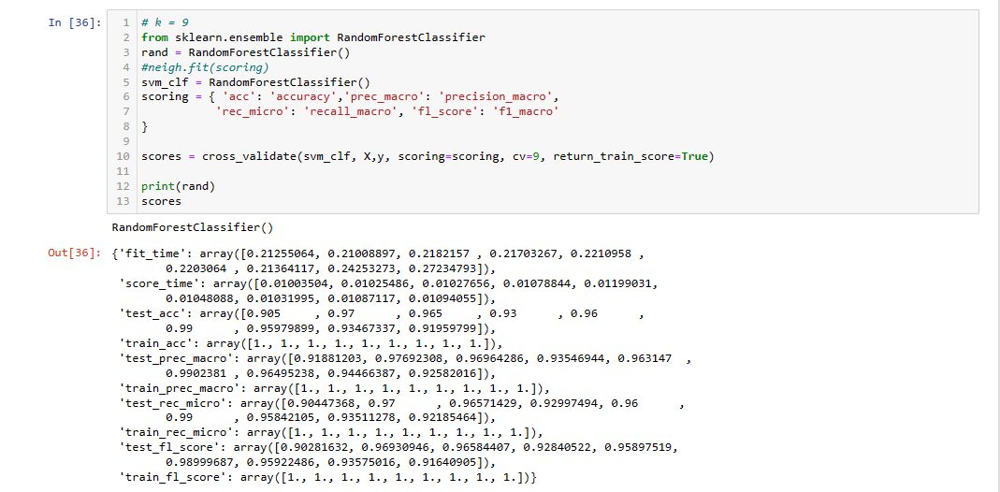 In [36]:
1 # k = 9
2 from sklearn.ensemble import RandomForestClassifier
3 rand = RandomForestClassifier()
4 #neigh.fit(scoring)
5 svm_clf = RandomForestClassifier()
6 scoring = { 'acc': 'accuracy','prec_macro': 'precision_macro',
7            'rec_micro': 'recall_macro', 'fl_score': 'f1_macro'
8 }
9
10 scores = cross_validate(svm_clf, X,y, scoring=scoring, cv=9, return_train_score=True)
11
12 print(rand)
13 scores
RandomForestClassifier()
Out[36]: {'fit_time': array([0.21255064, 0.21008897, 0.2182157 , 0.21703267, 0.2210958 ,
        0.2203064 , 0.21364117, 0.24253273, 0.27234793]),
 'score_time': array([0.01003504, 0.01025486, 0.01027656, 0.01078844, 0.01199031,
        0.01048088, 0.01031995, 0.01087117, 0.01094055]),
 'test_acc': array([0.905     , 0.97      , 0.965     , 0.93      , 0.96      ,
        0.99      , 0.95979899, 0.93467337, 0.91959799]),
 'train_acc': array([1., 1., 1., 1., 1., 1., 1., 1., 1.]),
 'test_prec_macro': array([0.91881203, 0.97692308, 0.96964286, 0.93546944, 0.963147  ,
        0.9902381 , 0.96495238, 0.94466387, 0.92582016]),
 'train_prec_macro': array([1., 1., 1., 1., 1., 1., 1., 1., 1.]),
 'test_rec_micro': array([0.90447368, 0.97      , 0.96571429, 0.92997494, 0.96      ,
        0.99      , 0.95842105, 0.93511278, 0.92185464]),
 'train_rec_micro': array([1., 1., 1., 1., 1., 1., 1., 1., 1.]),
 'test_fl_score': array([0.90281632, 0.96930946, 0.96584407, 0.92840522, 0.95897519,
        0.98999687, 0.95922486, 0.93575016, 0.91640905]),
 'train_fl_score': array([1., 1., 1., 1., 1., 1., 1., 1., 1.])}